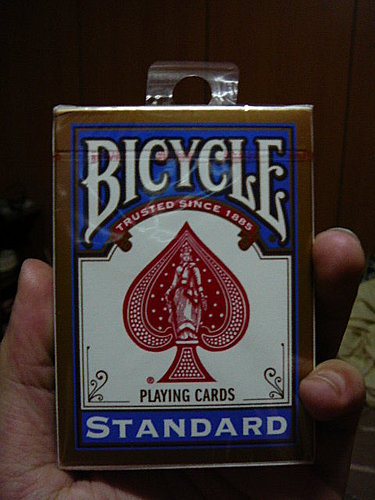 BICYCLE
TRUSTED SINCE 1885
®
PLAYING CARDS
STANDARD